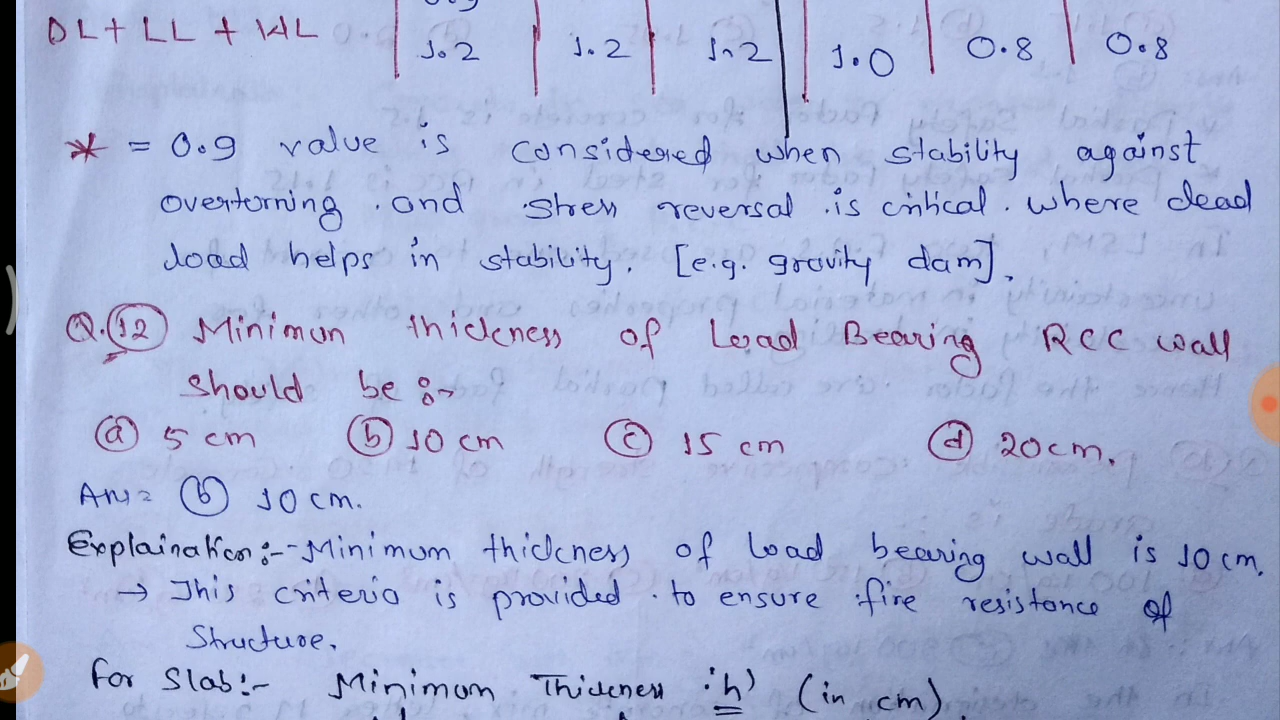 DL + LL + WL 1.2 1.2 1.2 1.0 0.8 0.8
* = 0.9 value is considered when stability against
overtorning and stress reversal is critical. where dead
load helps in stability. [e.g. gravity dam].
Q.12 Minimun thickness of Load Bearing RCC wall
should be :-
(a) 5 cm (b) 10 cm (c) 15 cm (d) 20cm.
Ans = (b) 10 cm.
Explaination :- Minimum thickness of load bearing wall is 10 cm.
→ This criteria is provided to ensure fire resistance of
Structure.
For Slab :- Minimum Thickness 'h' (in cm)